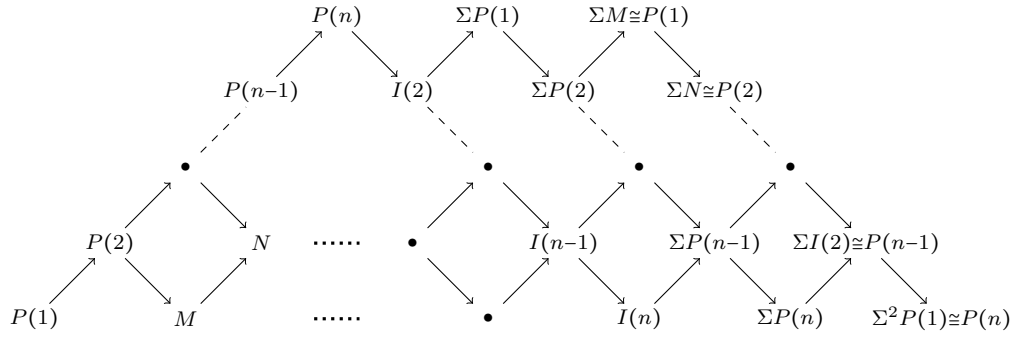 P(n) ΣP(1) ΣM≅P(1)
P(n−1) I(2) ΣP(2) ΣN≅P(2)
P(2) N ...... I(n−1) ΣP(n−1) ΣI(2)≅P(n−1)
P(1) M ...... I(n) ΣP(n) Σ²P(1)≅P(n)